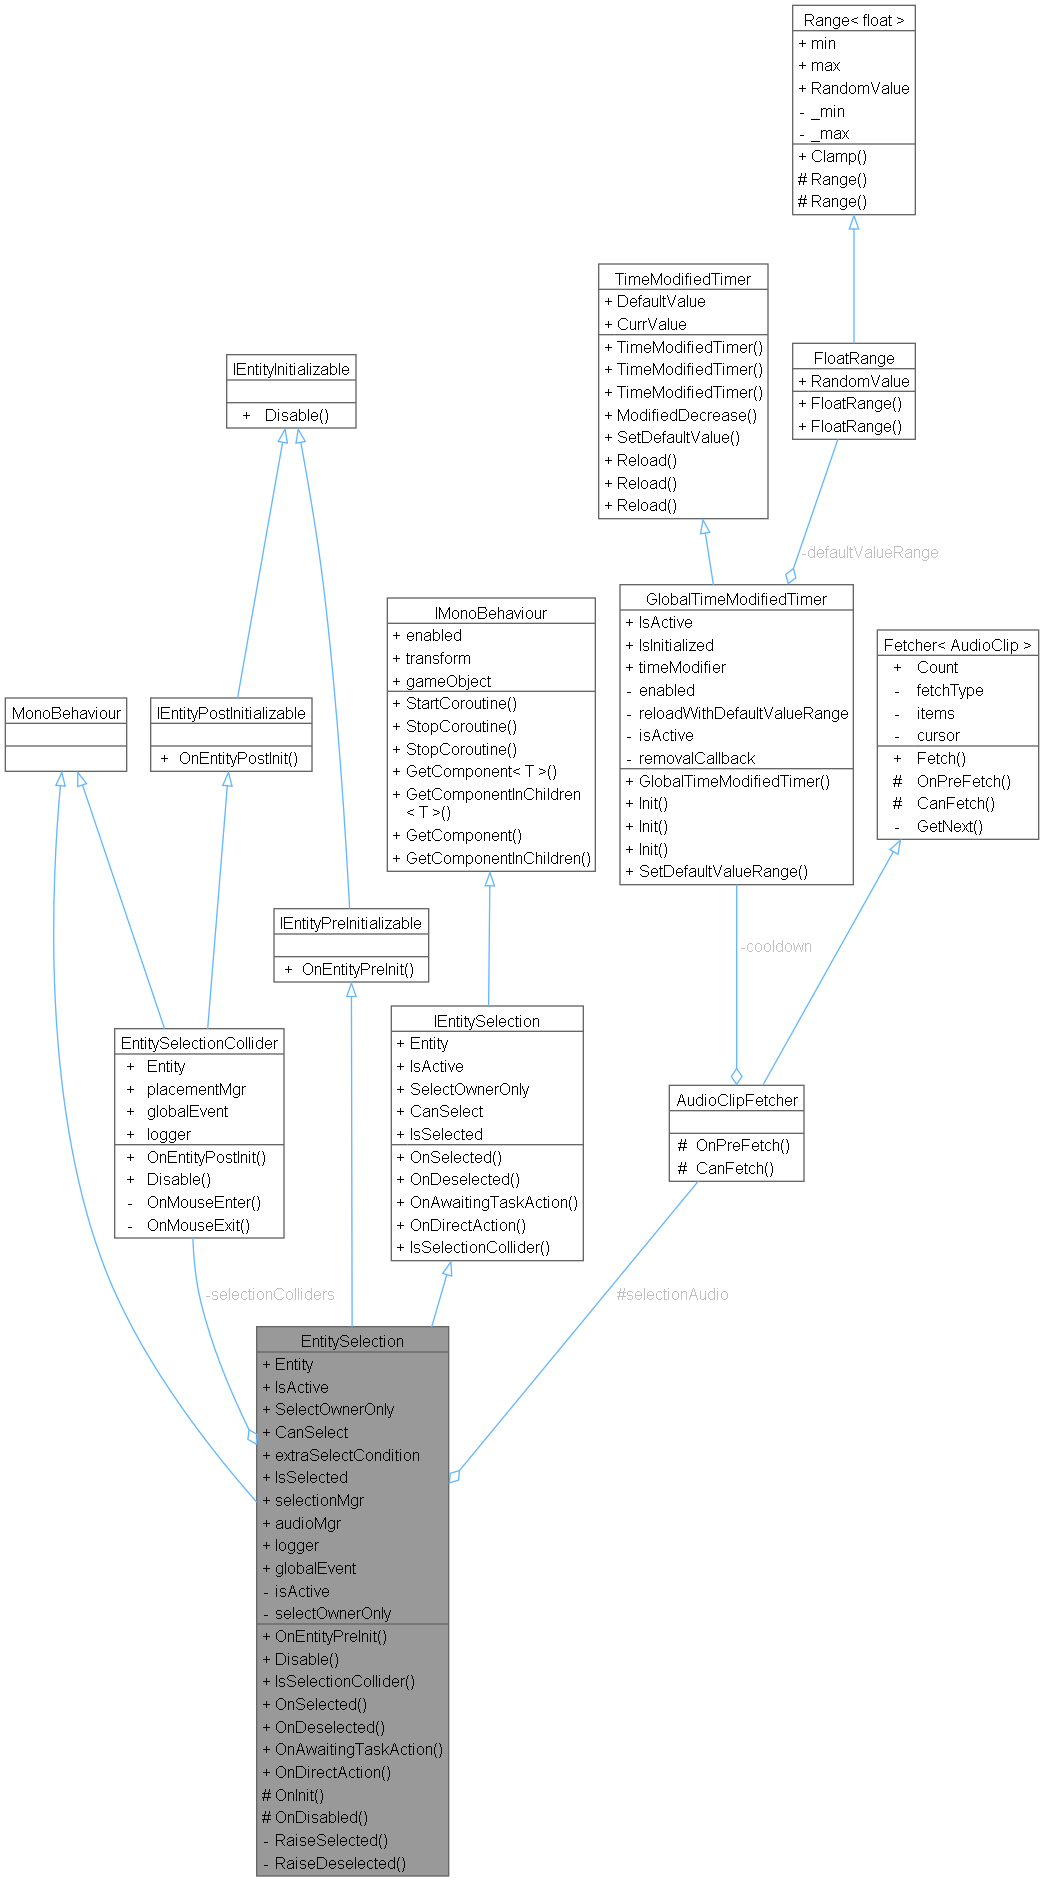 Range< float >
+ min
+ max
+ RandomValue
- _min
- _max
+ Clamp()
# Range()
# Range()
TimeModifiedTimer
+ DefaultValue
+ CurrValue
+ TimeModifiedTimer()
+ TimeModifiedTimer()
+ TimeModifiedTimer()
+ ModifiedDecrease()
+ SetDefaultValue()
+ Reload()
+ Reload()
+ Reload()
FloatRange
+ RandomValue
+ FloatRange()
+ FloatRange()
IEntityInitializable
+ Disable()
-defaultValueRange
GlobalTimeModifiedTimer
+ IsActive
+ IsInitialized
+ timeModifier
- enabled
- reloadWithDefaultValueRange
- isActive
- removalCallback
+ GlobalTimeModifiedTimer()
+ Init()
+ Init()
+ Init()
+ SetDefaultValueRange()
IMonoBehaviour
+ enabled
+ transform
+ gameObject
+ StartCoroutine()
+ StopCoroutine()
+ StopCoroutine()
+ GetComponent< T >()
+ GetComponentInChildren
< T >()
+ GetComponent()
+ GetComponentInChildren()
Fetcher< AudioClip >
+ Count
- fetchType
- items
- cursor
+ Fetch()
# OnPreFetch()
# CanFetch()
- GetNext()
MonoBehaviour
IEntityPostInitializable
+ OnEntityPostInit()
IEntityPreInitializable
+ OnEntityPreInit()
-cooldown
EntitySelectionCollider
+ Entity
+ placementMgr
+ globalEvent
+ logger
+ OnEntityPostInit()
+ Disable()
- OnMouseEnter()
- OnMouseExit()
IEntitySelection
+ Entity
+ IsActive
+ SelectOwnerOnly
+ CanSelect
+ IsSelected
+ OnSelected()
+ OnDeselected()
+ OnAwaitingTaskAction()
+ OnDirectAction()
+ IsSelectionCollider()
AudioClipFetcher
# OnPreFetch()
# CanFetch()
-selectionColliders
#selectionAudio
EntitySelection
+ Entity
+ IsActive
+ SelectOwnerOnly
+ CanSelect
+ extraSelectCondition
+ IsSelected
+ selectionMgr
+ audioMgr
+ logger
+ globalEvent
- isActive
- selectOwnerOnly
+ OnEntityPreInit()
+ Disable()
+ IsSelectionCollider()
+ OnSelected()
+ OnDeselected()
+ OnAwaitingTaskAction()
+ OnDirectAction()
# OnInit()
# OnDisabled()
- RaiseSelected()
- RaiseDeselected()